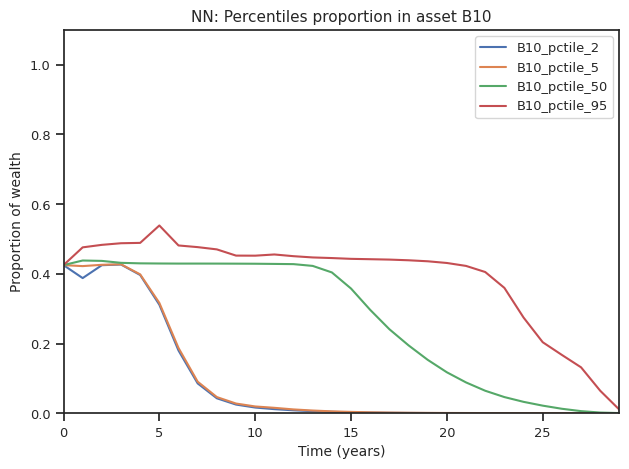 NN: Percentiles proportion in asset B10
B10_pctile_2
B10_pctile_5
B10_pctile_50
B10_pctile_95
Proportion of wealth
1.0
0.8
0.6
0.4
0.2
0.0
0 5 10 15 20 25
Time (years)